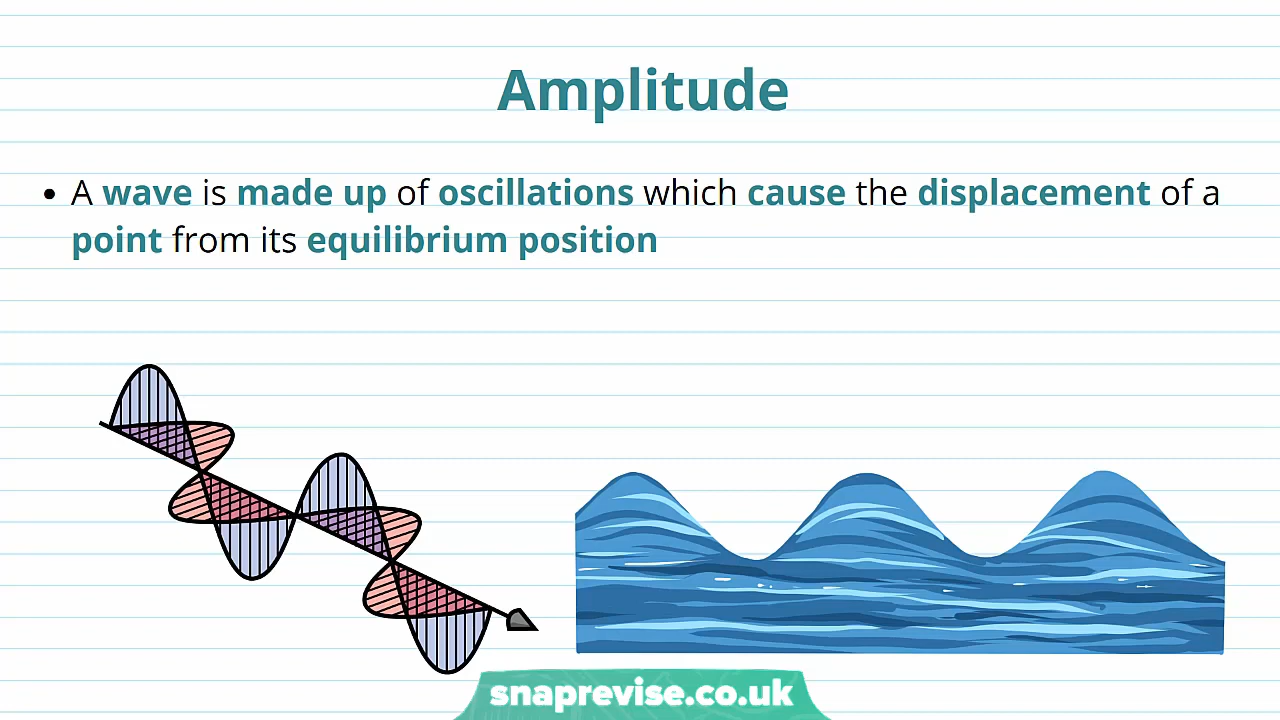 Amplitude
• A wave is made up of oscillations which cause the displacement of a
point from its equilibrium position
snaprevise.co.uk